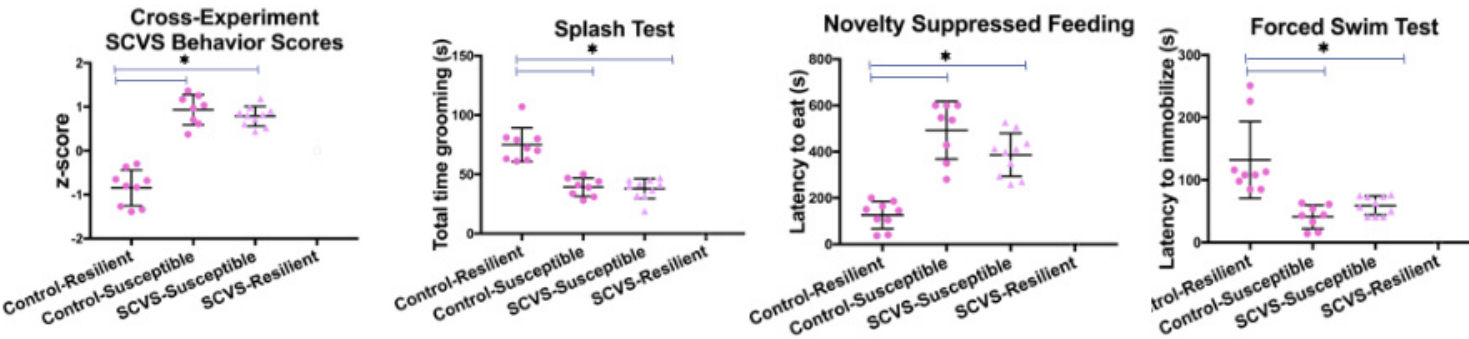 Cross-Experiment
SCVS Behavior Scores
z-score
2
1
0
-1
-2
*
Control-Resilient
Control-Susceptible
SCVS-Susceptible
SCVS-Resilient
Splash Test
Total time grooming (s)
150
100
50
0
*
Control-Resilient
Control-Susceptible
SCVS-Susceptible
SCVS-Resilient
Novelty Suppressed Feeding
Latency to eat (s)
800
600
400
200
0
*
Control-Resilient
Control-Susceptible
SCVS-Susceptible
SCVS-Resilient
Forced Swim Test
Latency to immobilize (s)
300
200
100
0
*
trol-Resilient
Control-Susceptible
SCVS-Susceptible
SCVS-Resilient